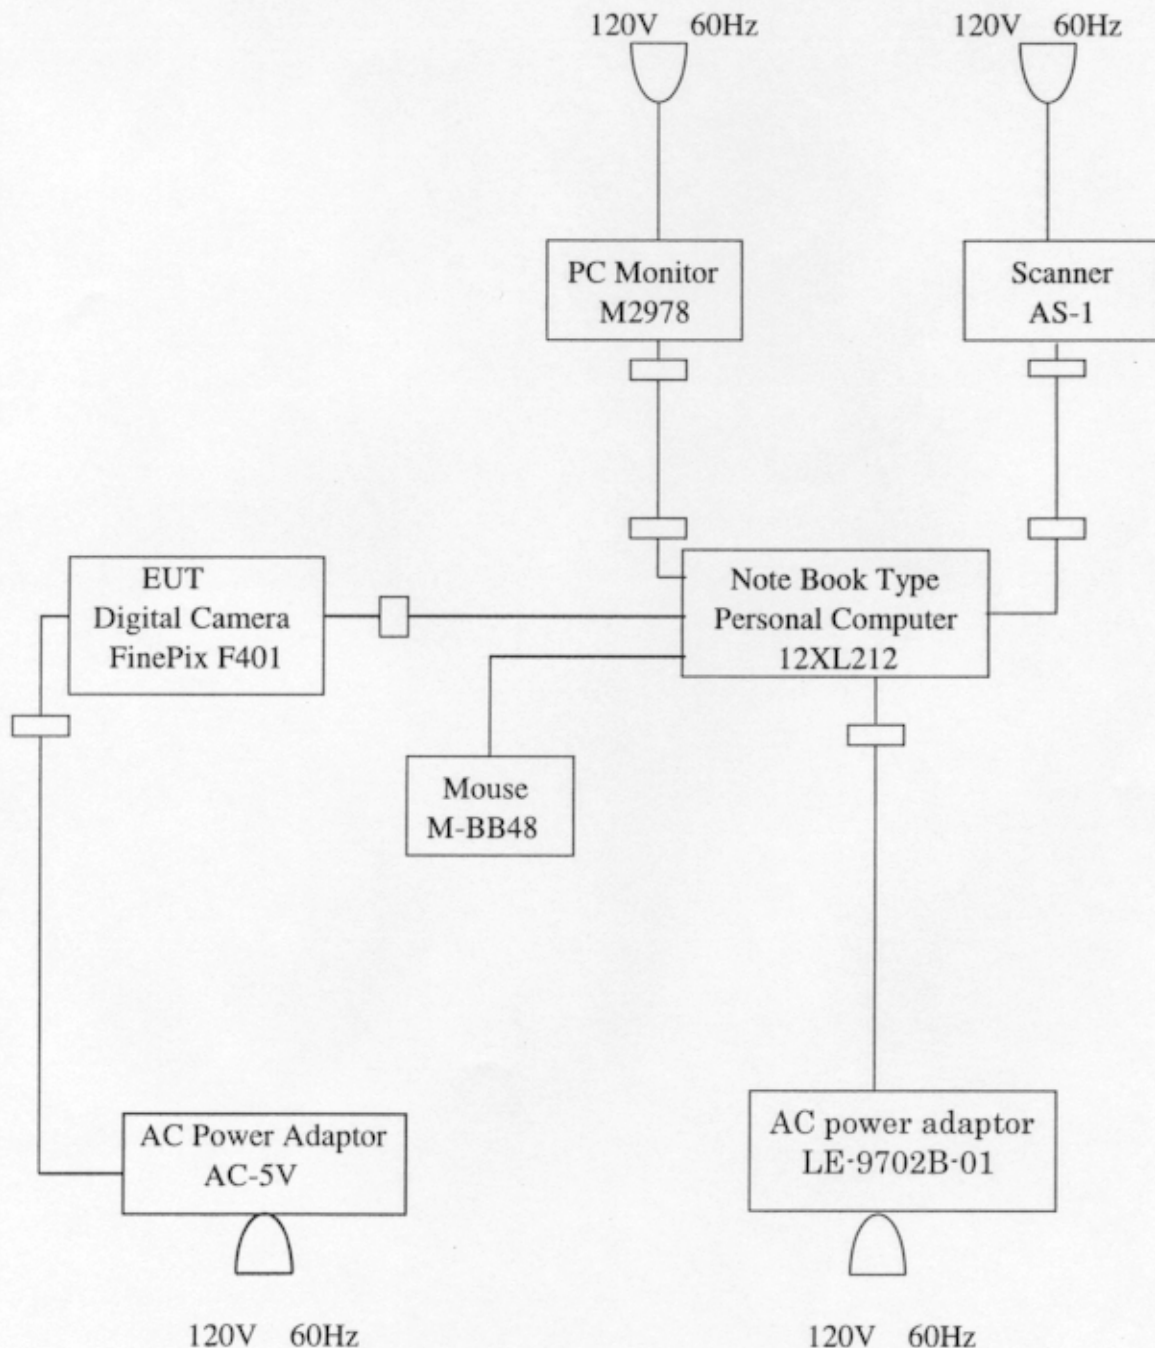 120V 60Hz
120V 60Hz
PC Monitor
M2978
Scanner
AS-1
EUT
Digital Camera
FinePix F401
Note Book Type
Personal Computer
12XL212
Mouse
M-BB48
AC Power Adaptor
AC-5V
AC power adaptor
LE-9702B-01
120V 60Hz
120V 60Hz